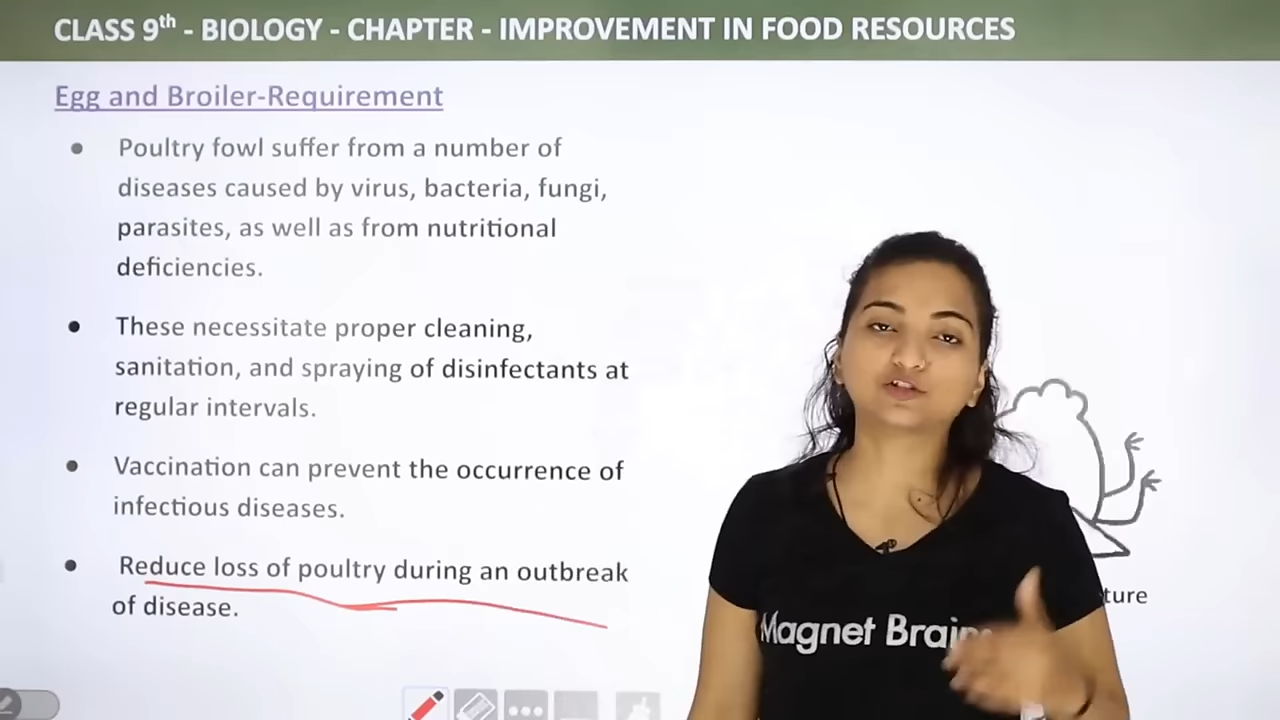 CLASS 9th - BIOLOGY - CHAPTER - IMPROVEMENT IN FOOD RESOURCES
Egg and Broiler-Requirement
• Poultry fowl suffer from a number of
diseases caused by virus, bacteria, fungi,
parasites, as well as from nutritional
deficiencies.
• These necessitate proper cleaning,
sanitation, and spraying of disinfectants at
regular intervals.
• Vaccination can prevent the occurrence of
infectious diseases.
• Reduce loss of poultry during an outbreak
of disease.
ture
Magnet Brain